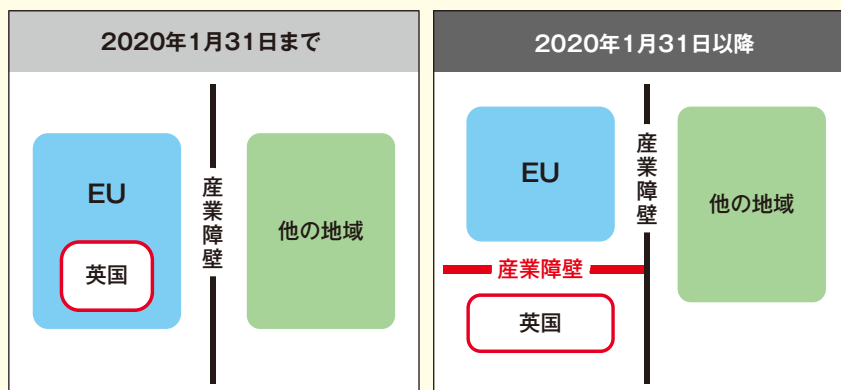 2020年1月31日まで
EU
英国
産業障壁
他の地域
2020年1月31日以降
EU
産業障壁
英国
産業障壁
他の地域